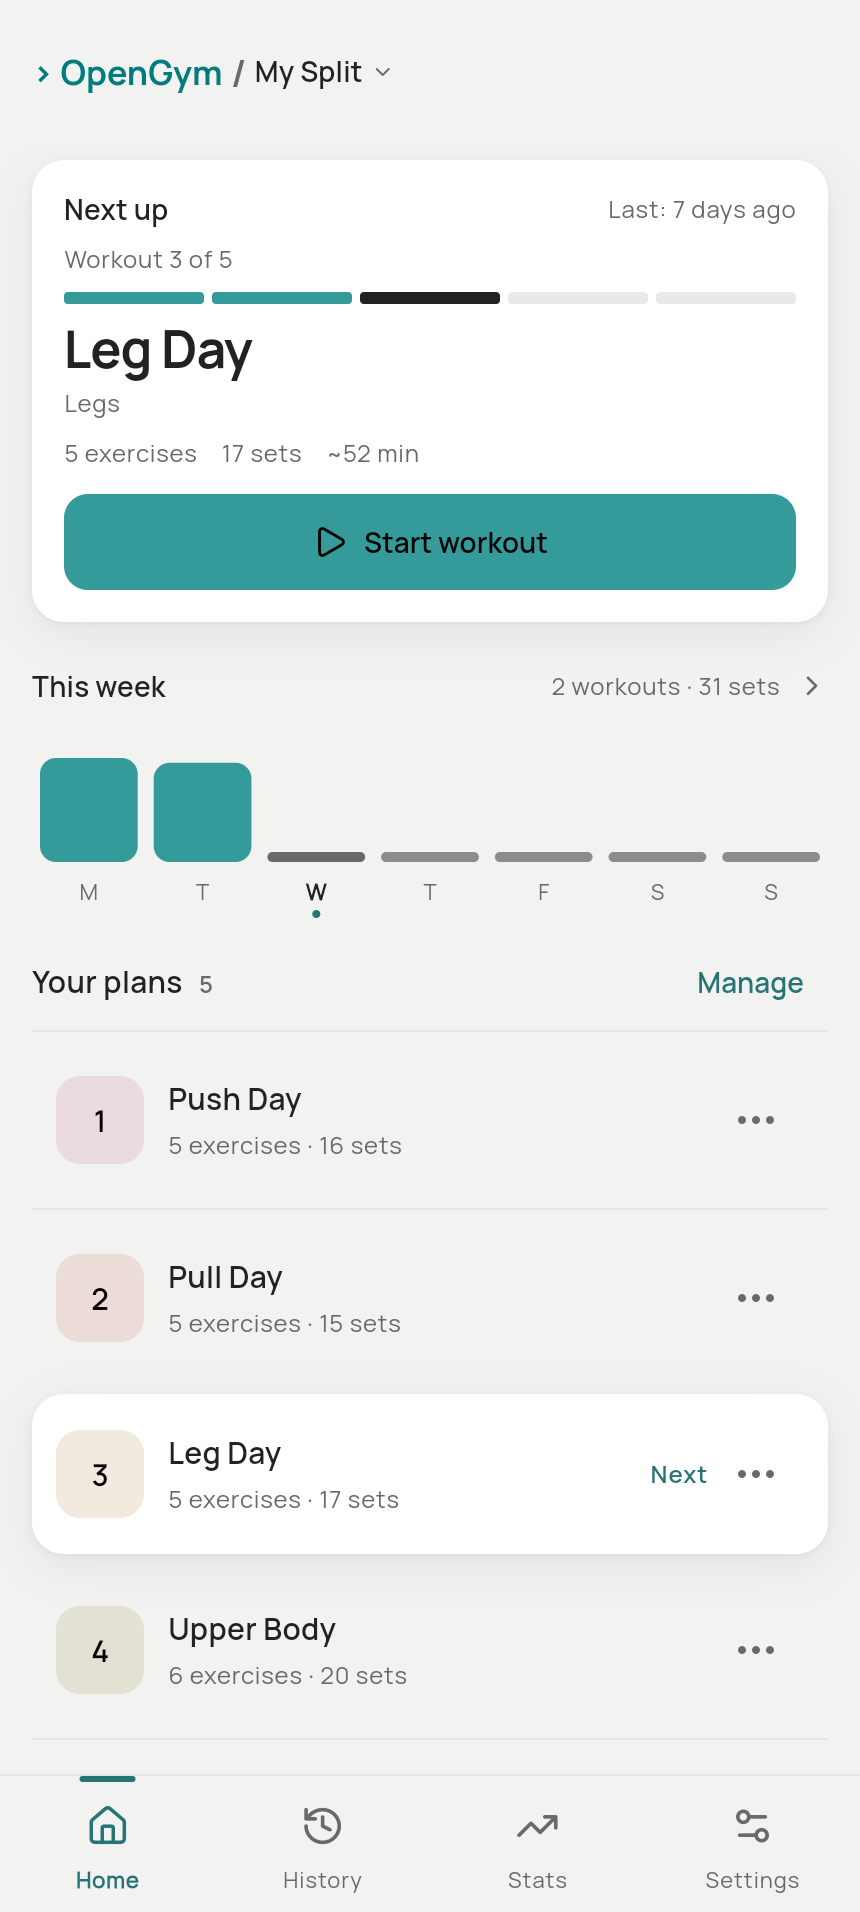 OpenGym / My Split
Next up
Last: 7 days ago
Workout 3 of 5
Leg Day
Legs
5 exercises 17 sets ~52 min
Start workout
This week
2 workouts · 31 sets
M T W T F S S
Your plans 5
Manage
1
Push Day
5 exercises · 16 sets
2
Pull Day
5 exercises · 15 sets
3
Leg Day
5 exercises · 17 sets
Next
4
Upper Body
6 exercises · 20 sets
Home History Stats Settings